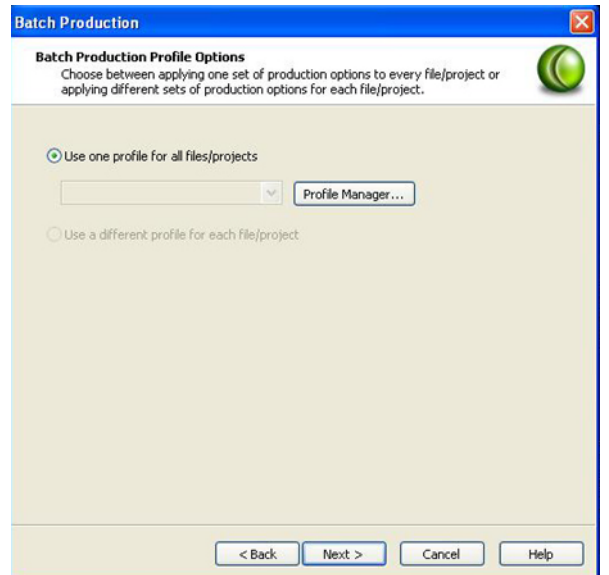 Batch Production
Batch Production Profile Options
Choose between applying one set of production options to every file/project or
applying different sets of production options for each file/project.
Use one profile for all files/projects
Profile Manager...
Use a different profile for each file/project
< Back Next > Cancel Help